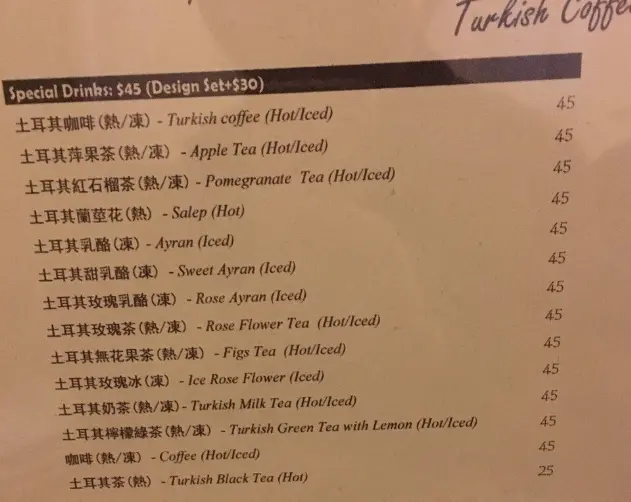 Turkish Coffe
Special Drinks: $45 (Design Set+$30)
土耳其咖啡(熱/凍) - Turkish coffee (Hot/Iced) 45
土耳其萍果茶(熱/凍) - Apple Tea (Hot/Iced) 45
土耳其紅石榴茶(熱/凍) - Pomegranate Tea (Hot/Iced) 45
土耳其蘭莖花(熱) - Salep (Hot) 45
土耳其乳酪(凍) - Ayran (Iced) 45
土耳其甜乳酪(凍) - Sweet Ayran (Iced) 45
土耳其玫瑰乳酪(凍) - Rose Ayran (Iced) 45
土耳其玫瑰茶(熱/凍) - Rose Flower Tea (Hot/Iced) 45
土耳其無花果茶(熱/凍) - Figs Tea (Hot/Iced) 45
土耳其玫瑰冰(凍) - Ice Rose Flower (Iced) 45
土耳其奶茶(熱/凍) - Turkish Milk Tea (Hot/Iced) 45
土耳其檸檬綠茶(熱/凍) - Turkish Green Tea with Lemon (Hot/Iced) 45
咖啡(熱/凍) - Coffee (Hot/Iced) 45
土耳其茶(熱) - Turkish Black Tea (Hot) 25